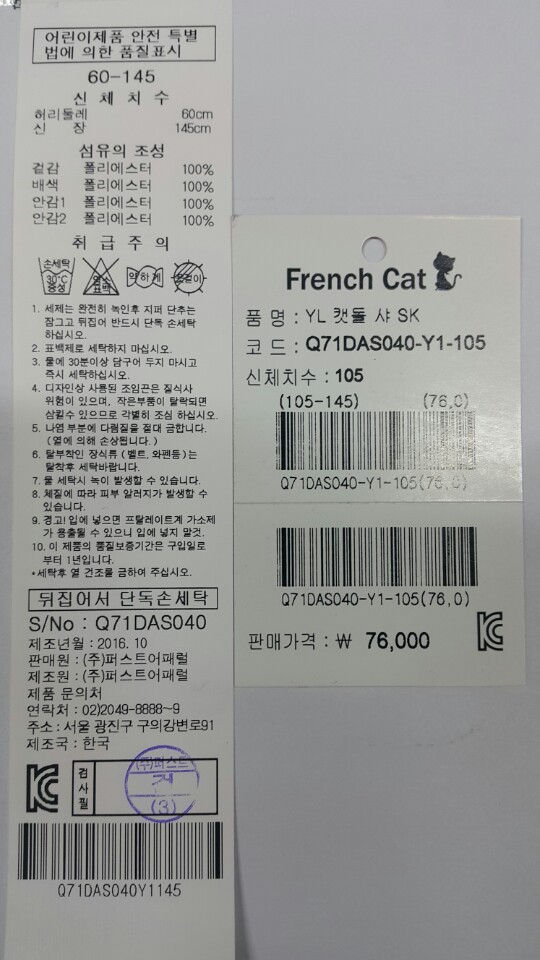 어린이제품 안전 특별
법에 의한 품질표시
60-145
신 체 치 수
허리둘레 60cm
신 장 145cm
섬유의 조성
겉감 폴리에스터 100%
배색 폴리에스터 100%
안감1 폴리에스터 100%
안감2 폴리에스터 100%
취 급 주 의
손세탁
30°C
중성
염소
표백
약하게
옷걸이
1. 세제는 완전히 녹인후 지퍼 단추는
잠그고 뒤집어 반드시 단독 손세탁
하십시오.
2. 표백제로 세탁하지 마십시오.
3. 물에 30분이상 담구어 두지 마시고
즉시 세탁하십시오.
4. 디자인상 사용된 조임끈은 질식사
위험이 있으며, 작은부품이 탈락되면
삼킬수 있으므로 각별히 조심 하십시오.
5. 나염 부분에 다림질을 절대 금합니다.
(열에 의해 손상됩니다.)
6. 탈부착인 장식류(벨트, 와펜등)는
탈착후 세탁바랍니다.
7. 물 세탁시 녹이 발생할 수 있습니다.
8. 체질에 따라 피부 알러지가 발생할 수
있습니다.
9. 경고! 입에 넣으면 프탈레이트계 가소제
가 용출될 수 있으니 입에 넣지 말것.
10. 이 제품의 품질보증기간은 구입일로
부터 1년입니다.
*세탁후 열 건조를 금하여 주십시오.
뒤집어서 단독손세탁
S/No : Q71DAS040
제조년월 : 2016. 10
판매원 : (주)퍼스트어패럴
제조원 : (주)퍼스트어패럴
제품 문의처
연락처 : 02)2049-8888~9
주소 : 서울 광진구 구의강변로91
제조국 : 한국
KC
검사필
(주)퍼스트
(3)
Q71DAS040Y1145
French Cat
품 명 : YL 캣돌 샤 SK
코 드 : Q71DAS040-Y1-105
신체치수 : 105
(105-145) (76,0)
Q71DAS040-Y1-105(76,0)
Q71DAS040-Y1-105(76,0)
판매가격 : ₩ 76,000
KC